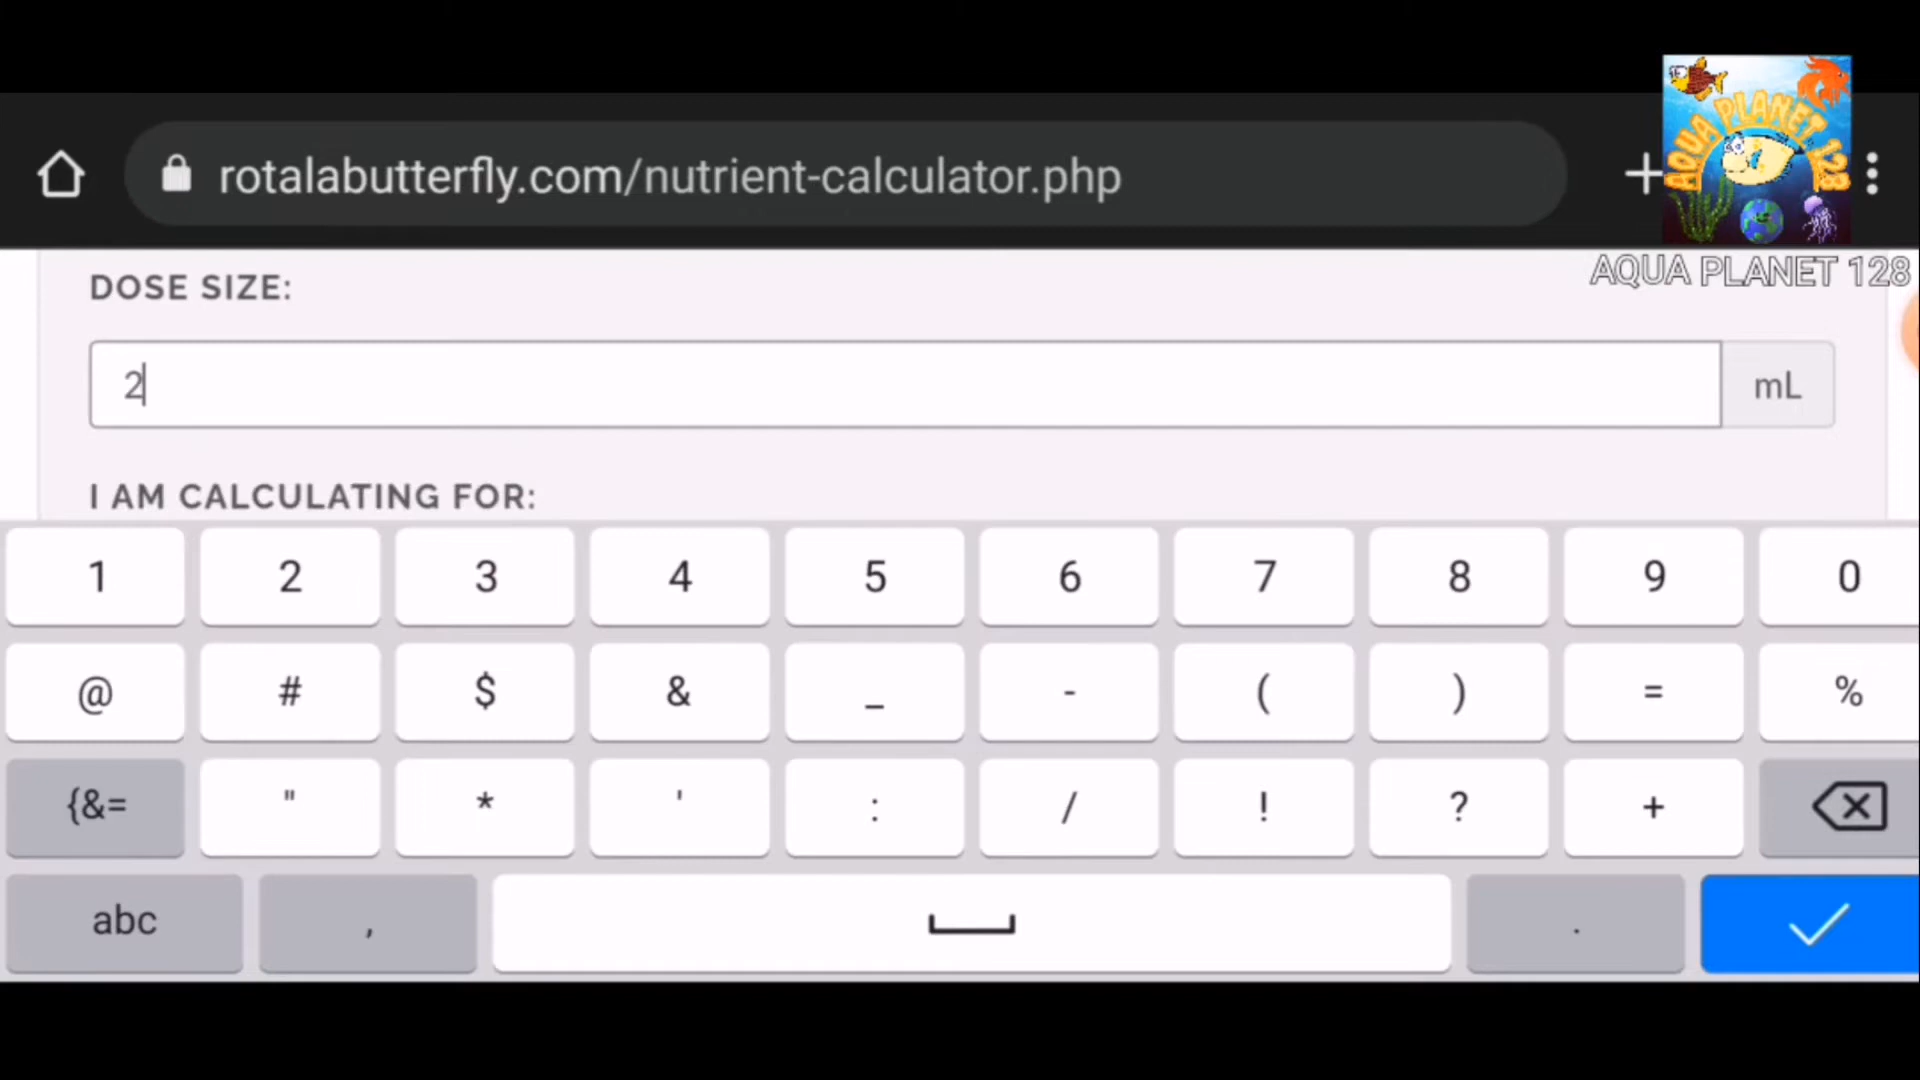 rotalabutterfly.com/nutrient-calculator.php
AQUA PLANET 128
AQUA PLANET 128
DOSE SIZE:
2
mL
I AM CALCULATING FOR:
1 2 3 4 5 6 7 8 9 0
@ # $ & _ - ( ) = %
{&= " * ' : / ! ? +
abc , .